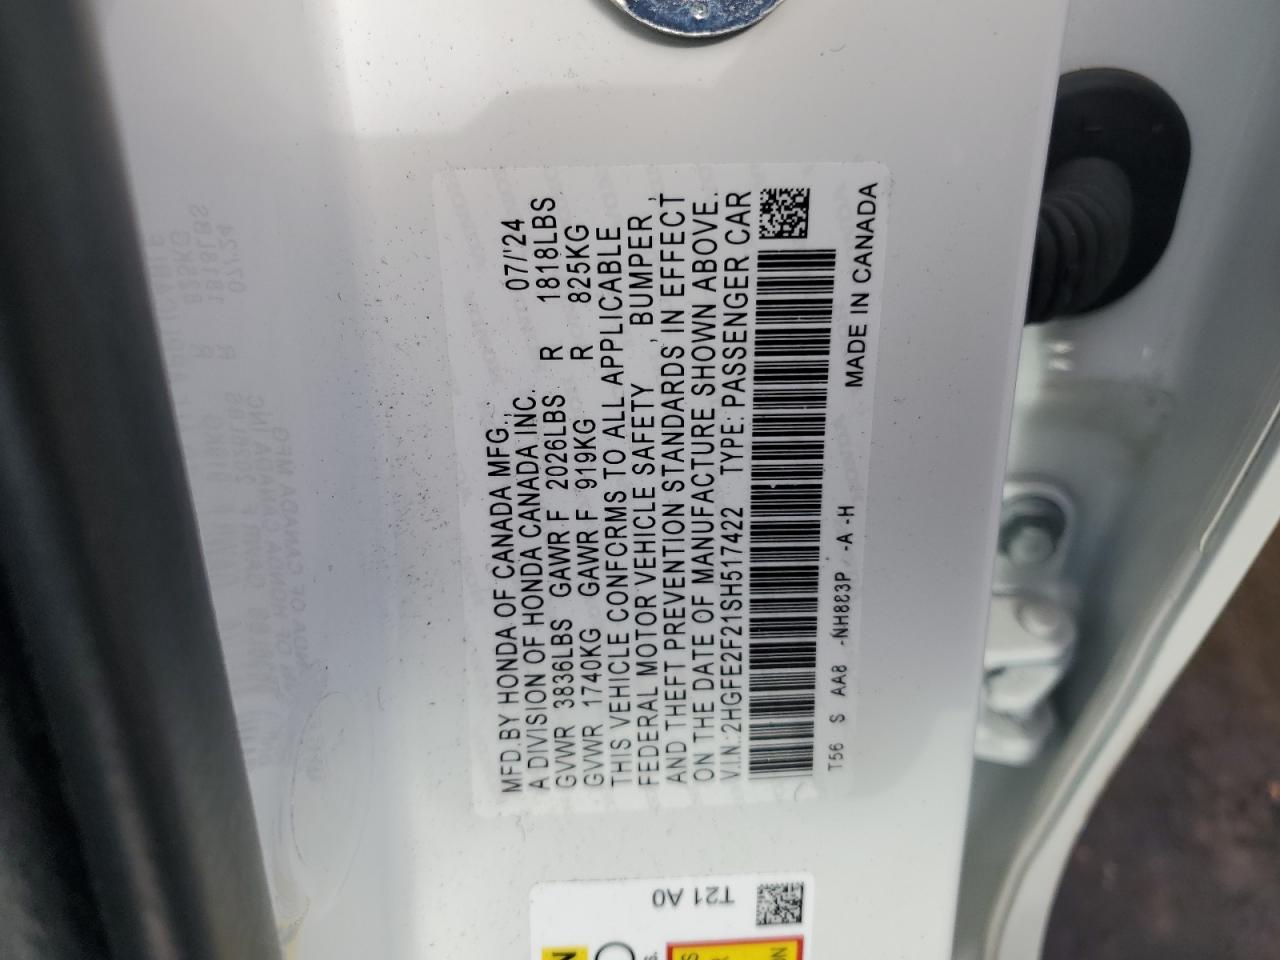 MFD.BY HONDA OF CANADA MFG., 07/'24
A DIVISION OF HONDA CANADA INC.
GVWR 3836LBS GAWR F 2026LBS R 1818LBS
GVWR 1740KG GAWR F 919KG R 825KG
THIS VEHICLE CONFORMS TO ALL APPLICABLE
FEDERAL MOTOR VEHICLE SAFETY , BUMPER ,
AND THEFT PREVENTION STANDARDS IN EFFECT
ON THE DATE OF MANUFACTURE SHOWN ABOVE.
V.I.N.:2HGFE2F21SH517422 TYPE: PASSENGER CAR
T56 S AA8 -NH883P -A -H MADE IN CANADA
T21 A0